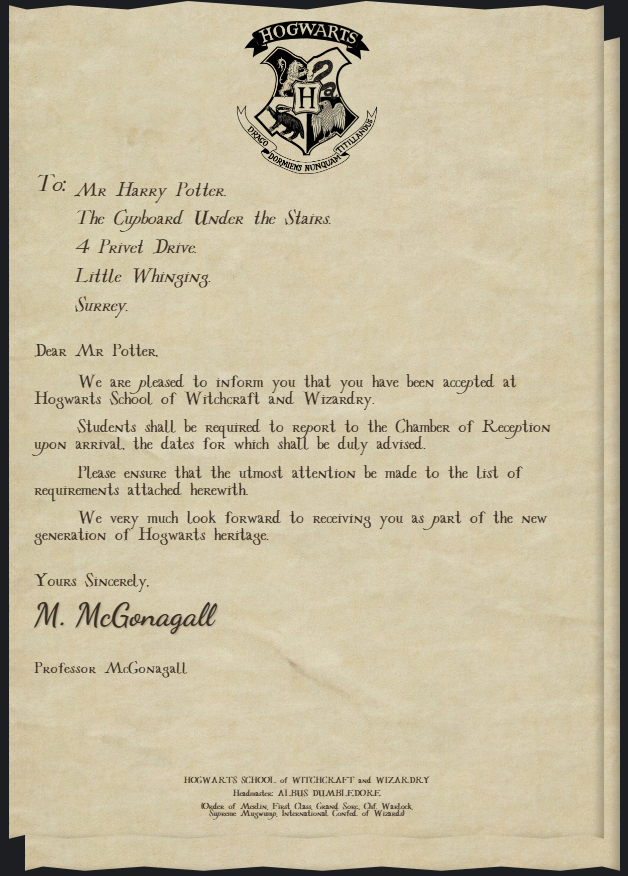 HOGWARTS
H
DRACO DORMIENS NUNQUAM TITILLANDUS
To: Mr Harry Potter.
The Cupboard Under the Stairs.
4 Privet Drive.
Little Whinging.
Surrey.
Dear Mr Potter,
We are pleased to inform you that you have been accepted at
Hogwarts School of Witchcraft and Wizardry.
Students shall be required to report to the Chamber of Reception
upon arrival, the dates for which shall be duly advised.
Please ensure that the utmost attention be made to the list of
requirements attached herewith.
We very much look forward to receiving you as part of the new
generation of Hogwarts heritage.
Yours Sincerely,
M. McGonagall
Professor McGonagall
HOGWARTS SCHOOL of WITCHCRAFT and WIZARDRY
Headmaster: ALBUS DUMBLEDORE
(Order of Merlin, First Class, Grand Sorc, Chf. Warlock,
Supreme Mugwump, International Confed. of Wizards)